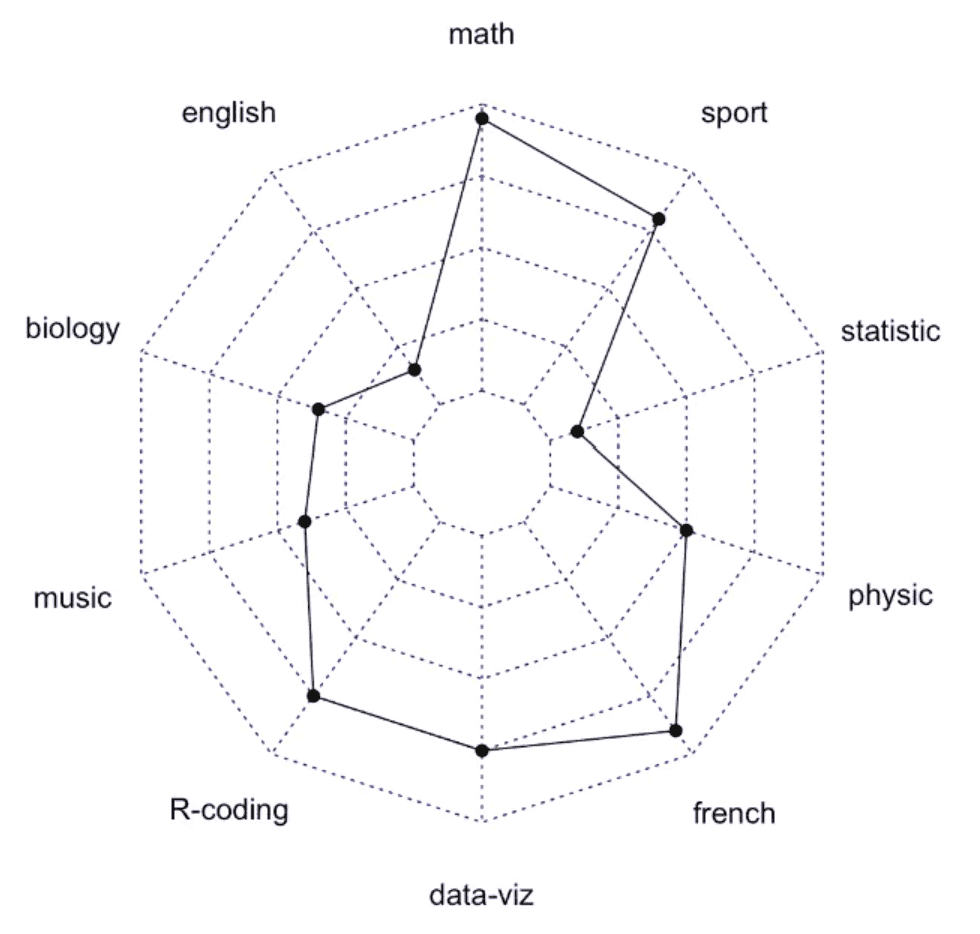 math
english
sport
biology
statistic
music
physic
R-coding
french
data-viz